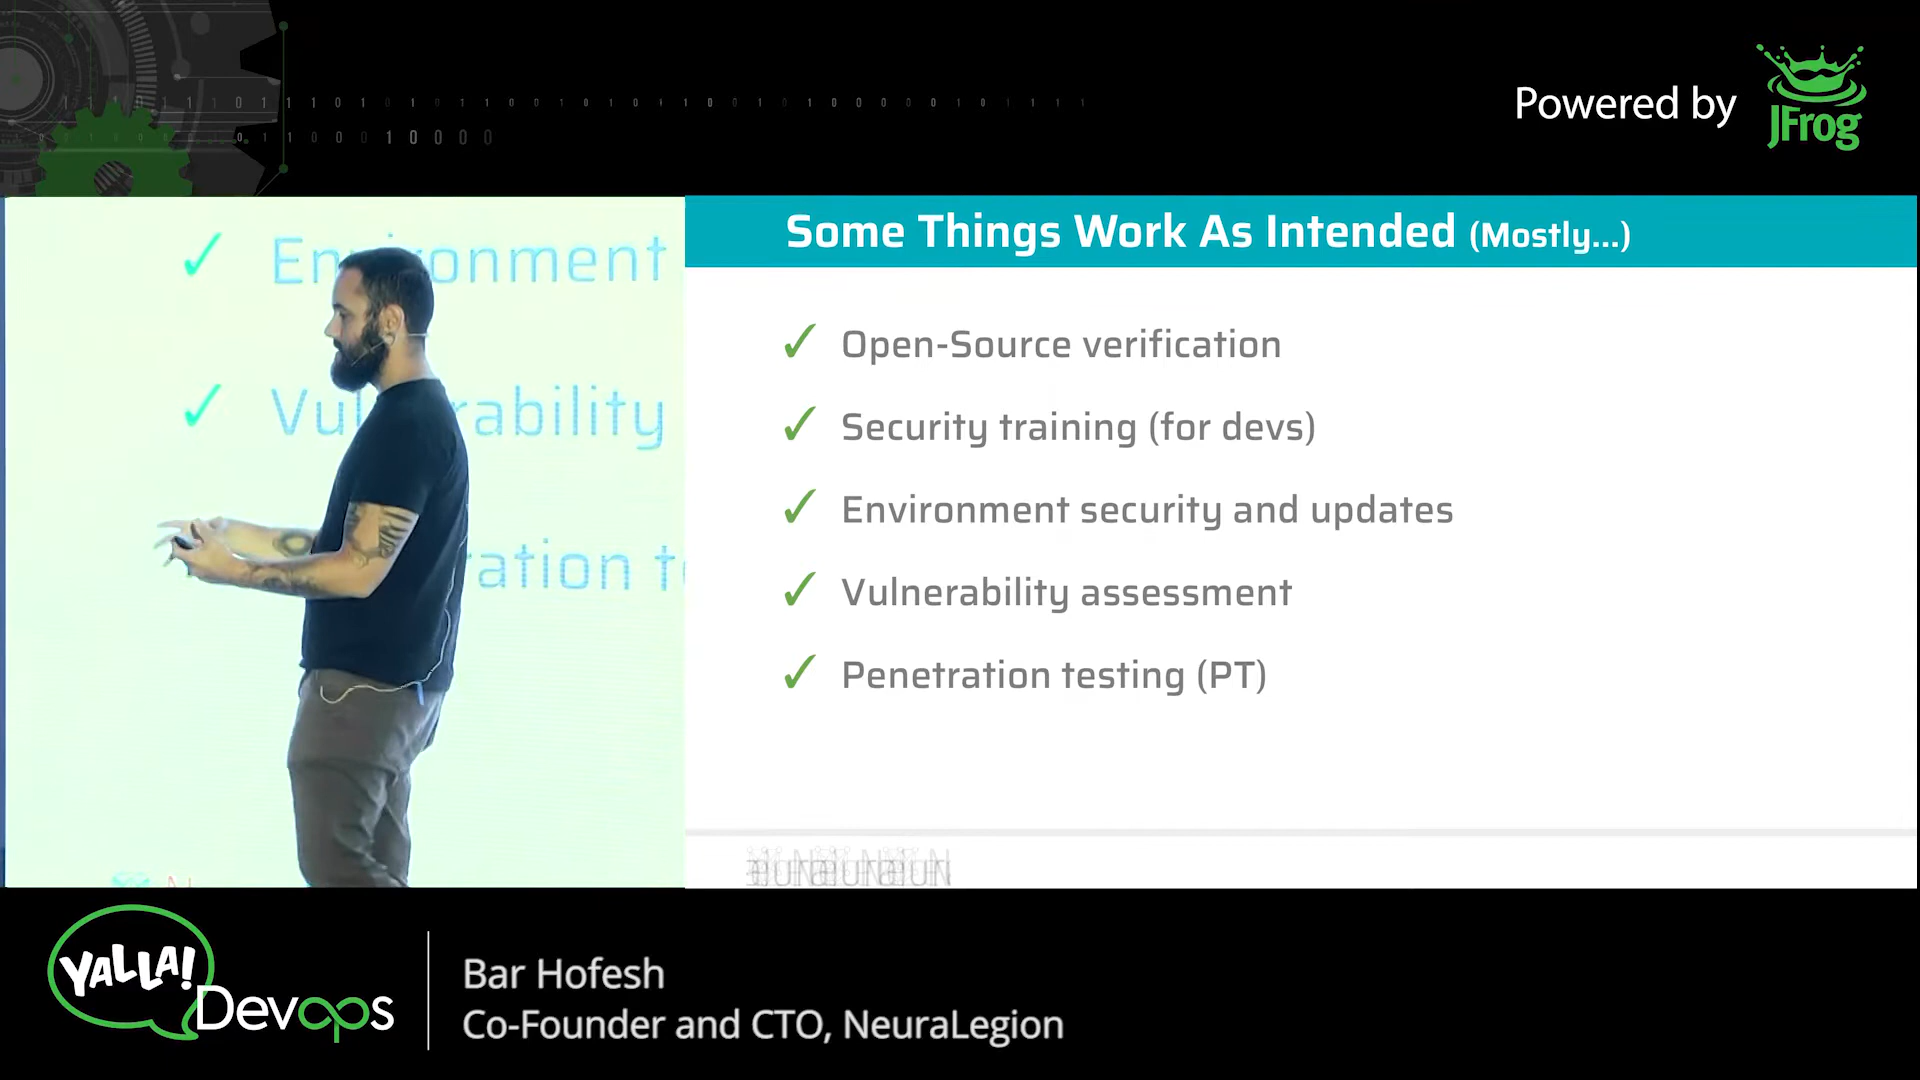 Powered by
JFrog
Some Things Work As Intended (Mostly...)
✓ Open-Source verification
✓ Security training (for devs)
✓ Environment security and updates
✓ Vulnerability assessment
✓ Penetration testing (PT)
YALLA!
Devops
Bar Hofesh
Co-Founder and CTO, NeuraLegion